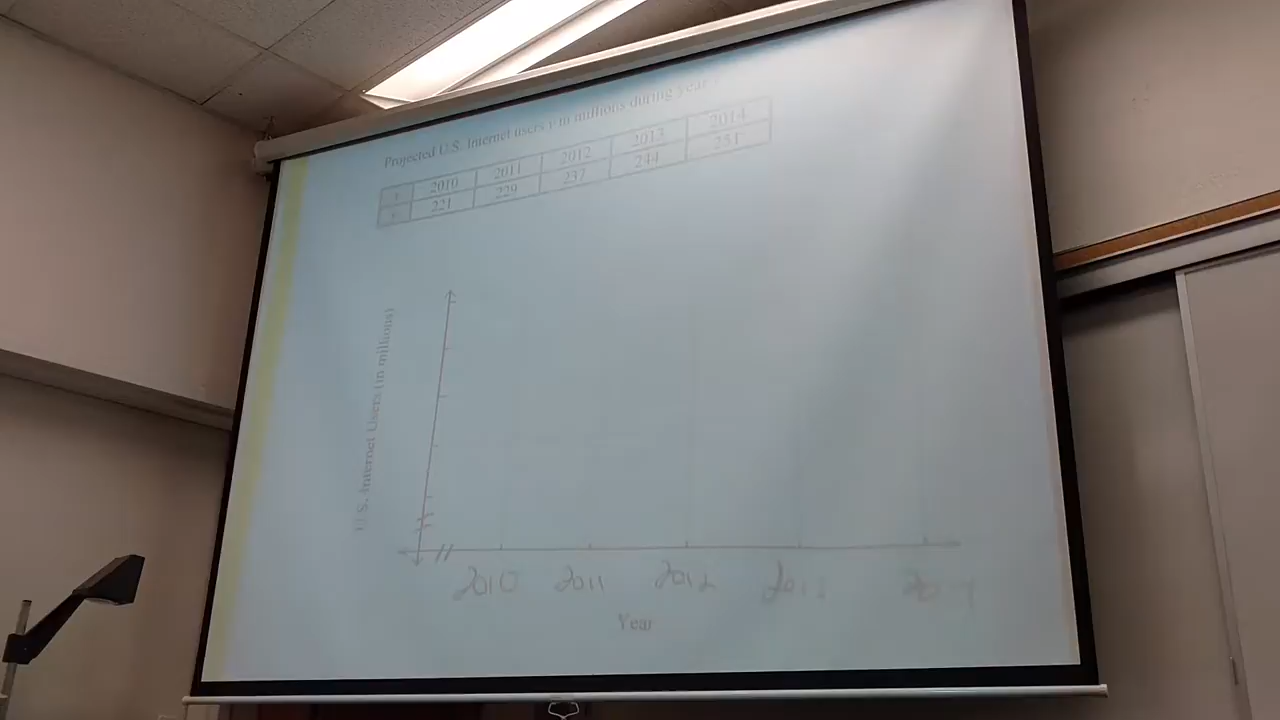 Projected U.S. Internet users y in millions during year
2010 2011 2012 2013 2014
221 229 237 244 251
U.S. Internet Users (in millions)
2010 2011 2012
Year